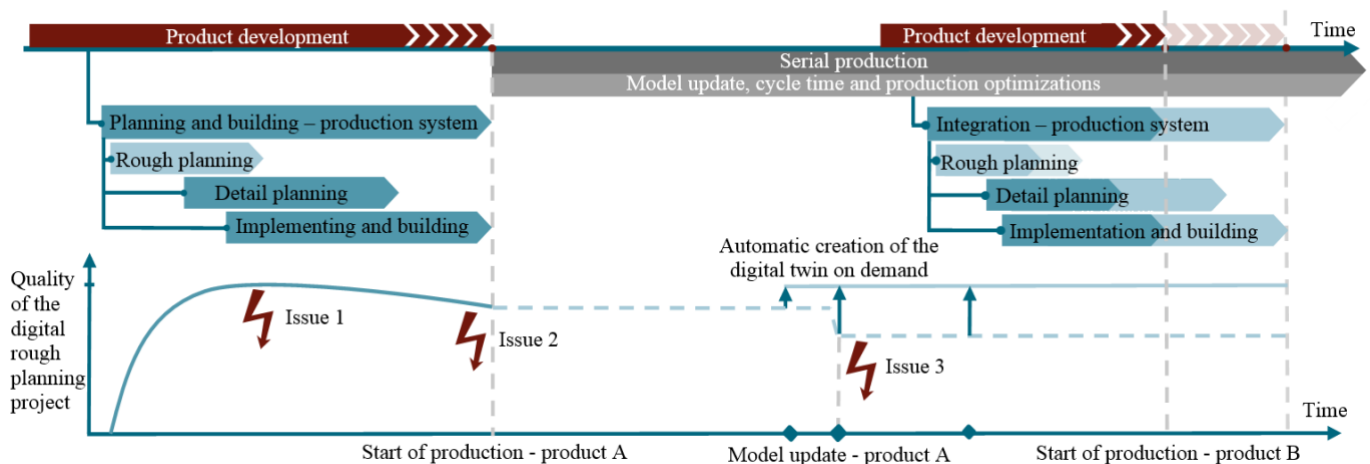 Product development
Product development
Time
Serial production
Model update, cycle time and production optimizations
Planning and building – production system
Rough planning
Detail planning
Implementing and building
Integration – production system
Rough planning
Detail planning
Implementation and building
Quality
of the
digital
rough
planning
project
Issue 1
Issue 2
Automatic creation of the
digital twin on demand
Issue 3
Time
Start of production - product A
Model update - product A
Start of production - product B